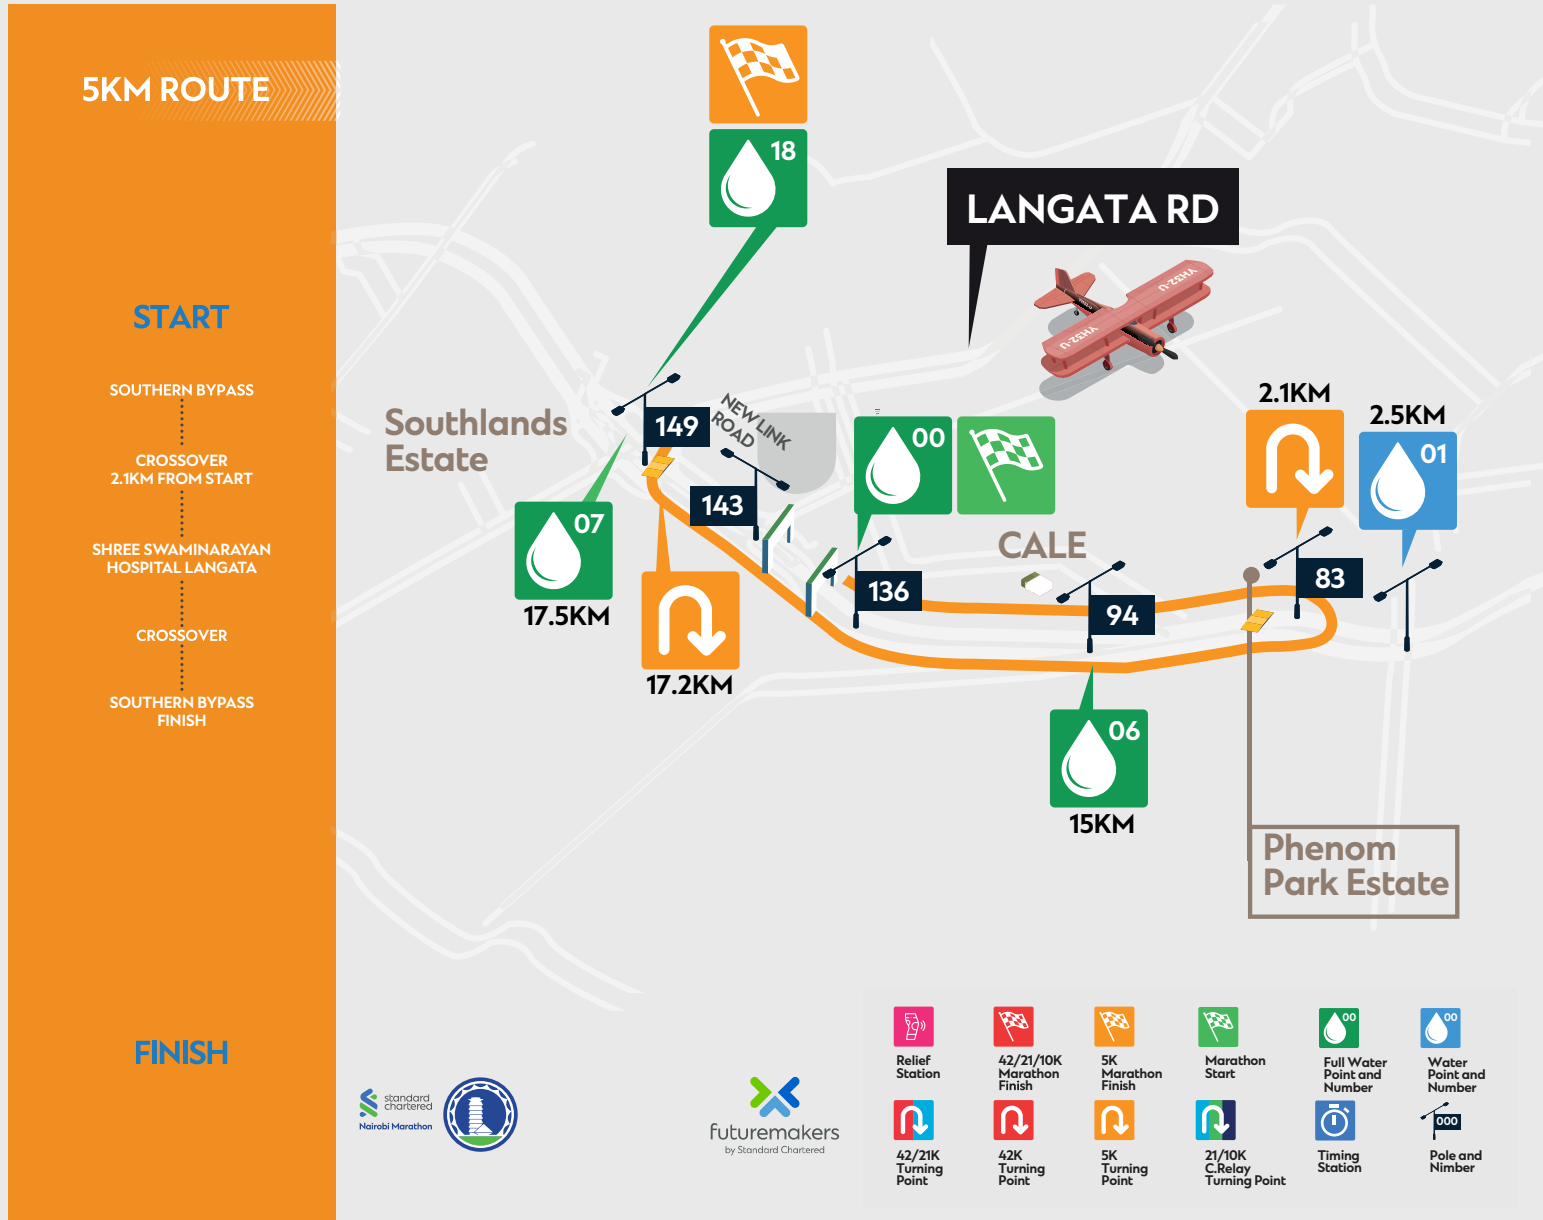 5KM ROUTE
START
SOUTHERN BYPASS
CROSSOVER
2.1KM FROM START
SHREE SWAMINARAYAN
HOSPITAL LANGATA
CROSSOVER
SOUTHERN BYPASS
FINISH
FINISH
18
LANGATA RD
YH32-U
YH32-U
Southlands
Estate
149
NEW LINK
ROAD
143
07
17.5KM
17.2KM
00
136
CALE
94
2.1KM
83
2.5KM
01
06
15KM
Phenom
Park Estate
standard
chartered
Nairobi Marathon
futuremakers
by Standard Chartered
Relief
Station
42/21/10K
Marathon
Finish
5K
Marathon
Finish
Marathon
Start
00
Full Water
Point and
Number
00
Water
Point and
Number
42/21K
Turning
Point
42K
Turning
Point
5K
Turning
Point
21/10K
C.Relay
Turning Point
Timing
Station
000
Pole and
Nimber